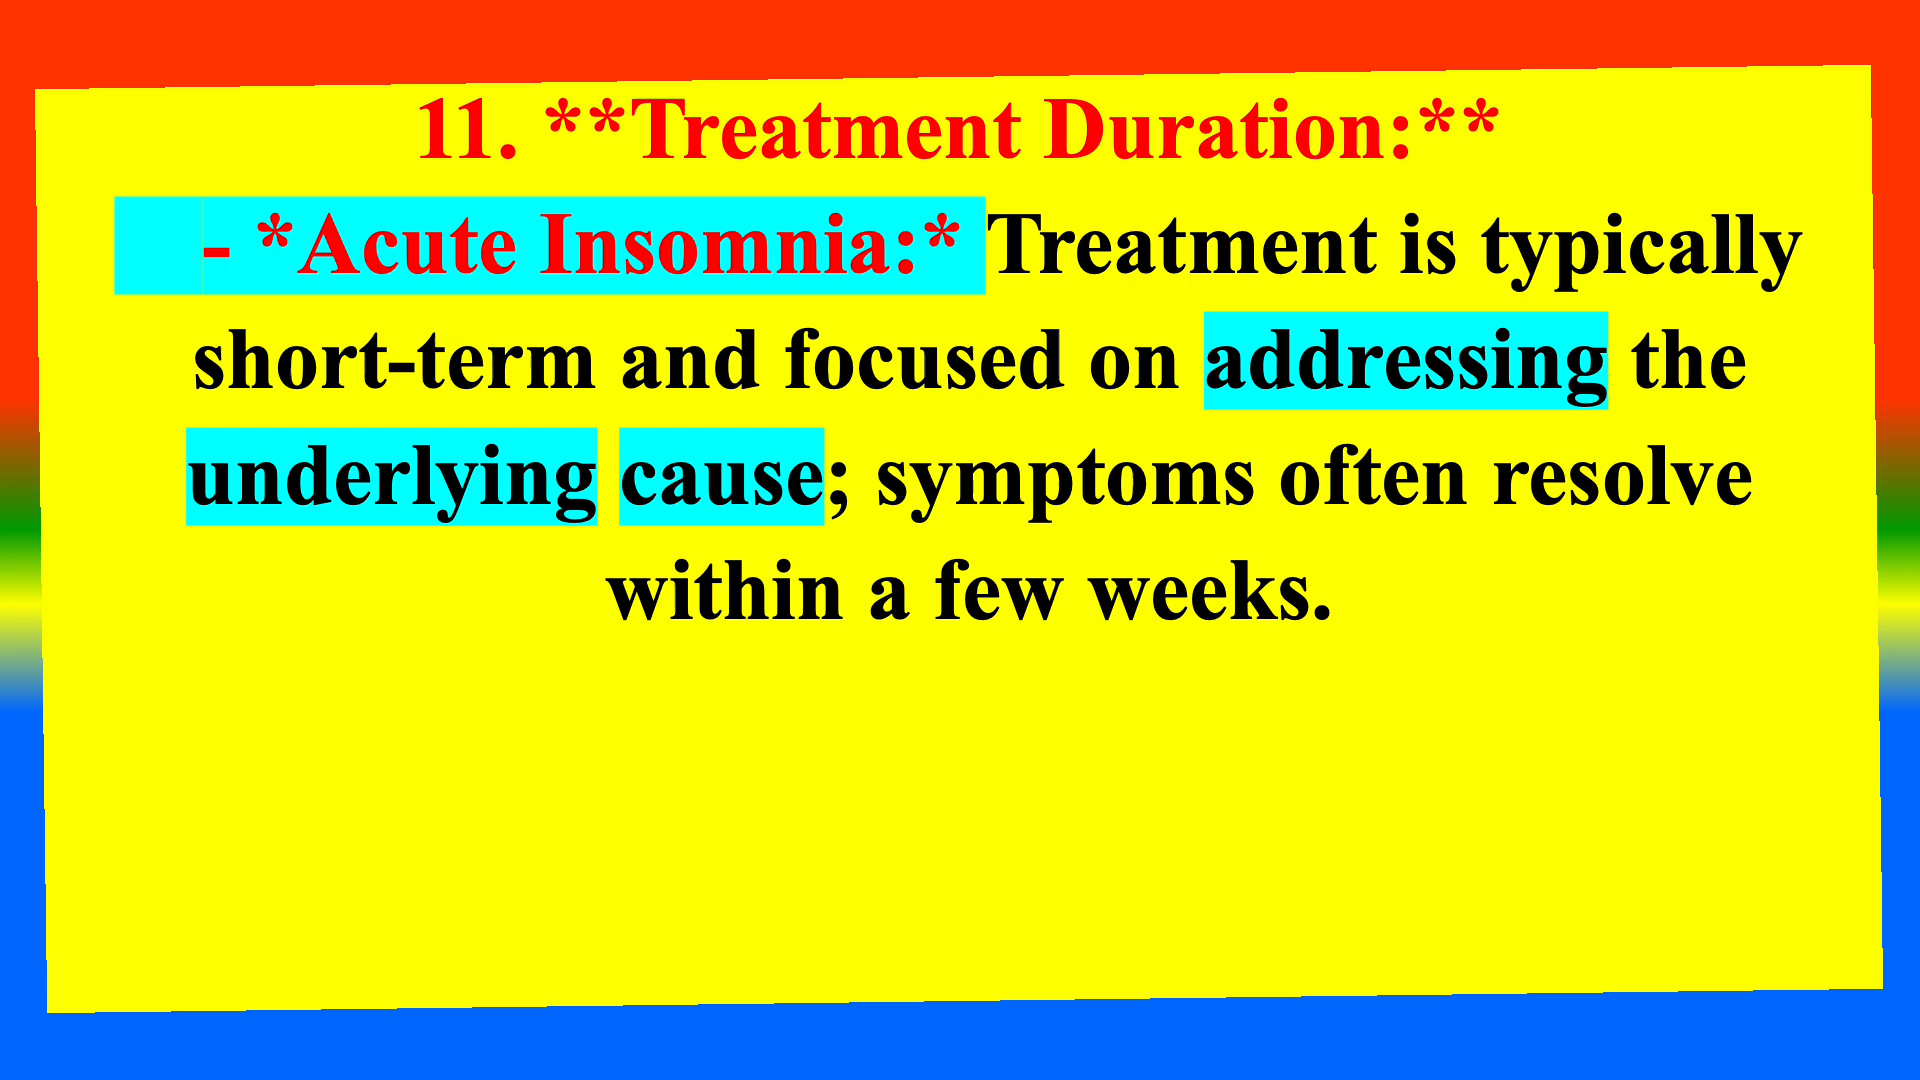 11. **Treatment Duration:**
- *Acute Insomnia:* Treatment is typically
short-term and focused on addressing the
underlying cause; symptoms often resolve
within a few weeks.